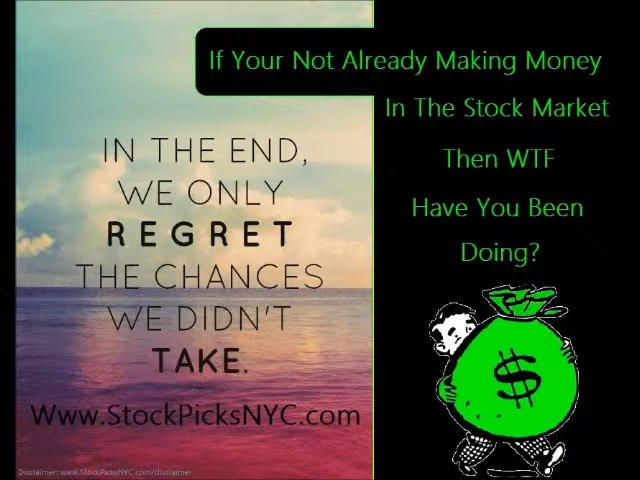 If Your Not Already Making Money
In The Stock Market
Then WTF
Have You Been
Doing?
IN THE END,
WE ONLY
REGRET
THE CHANCES
WE DIDN'T
TAKE.
Www.StockPicksNYC.com
Disclaimer: www.StockPicksNYC.com/disclaimer
$